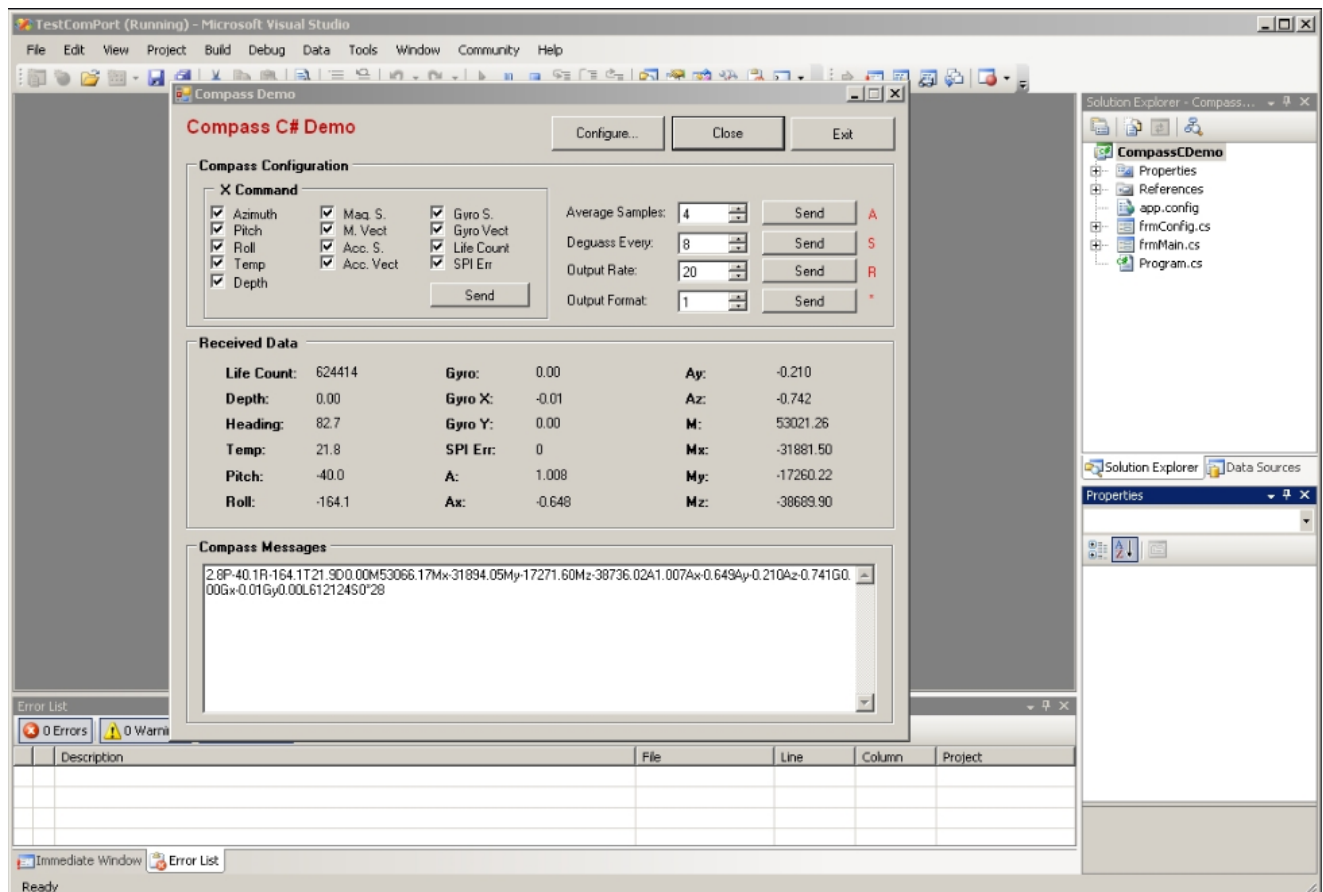 TestComPort (Running) - Microsoft Visual Studio
File Edit View Project Build Debug Data Tools Window Community Help
Compass Demo
Compass C# Demo
Configure... Close Exit
Compass Configuration
X Command
Azimuth Mag. S. Gyro S.
Pitch M. Vect Gyro Vect
Roll Acc. S. Life Count
Temp Acc. Vect SPI Err
Depth
Send
Average Samples: 4 Send A
Deguass Every: 8 Send S
Output Rate: 20 Send R
Output Format: 1 Send *
Received Data
Life Count: 624414 Gyro: 0.00 Ay: -0.210
Depth: 0.00 Gyro X: -0.01 Az: -0.742
Heading: 82.7 Gyro Y: 0.00 M: 53021.26
Temp: 21.8 SPI Err: 0 Mx: -31881.50
Pitch: -40.0 A: 1.008 My: -17260.22
Roll: -164.1 Ax: -0.648 Mz: -38689.90
Compass Messages
2.8P-40.1R-164.1T21.9D0.00M53066.17Mx-31894.05My-17271.60Mz-38736.02A1.007Ax-0.649Ay-0.210Az-0.741G0.
00Gx-0.01Gy0.00L612124S0*28
Solution Explorer - Compass...
CompassCDemo
Properties
References
app.config
frmConfig.cs
frmMain.cs
Program.cs
Solution Explorer Data Sources
Properties
Error List
0 Errors 0 Warni
Description File Line Column Project
Immediate Window Error List
Ready